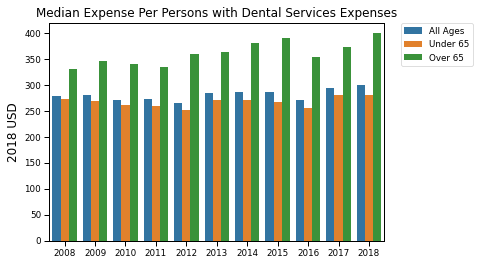 Median Expense Per Persons with Dental Services Expenses
All Ages
Under 65
Over 65
2018 USD
400
350
300
250
200
150
100
50
0
2008 2009 2010 2011 2012 2013 2014 2015 2016 2017 2018